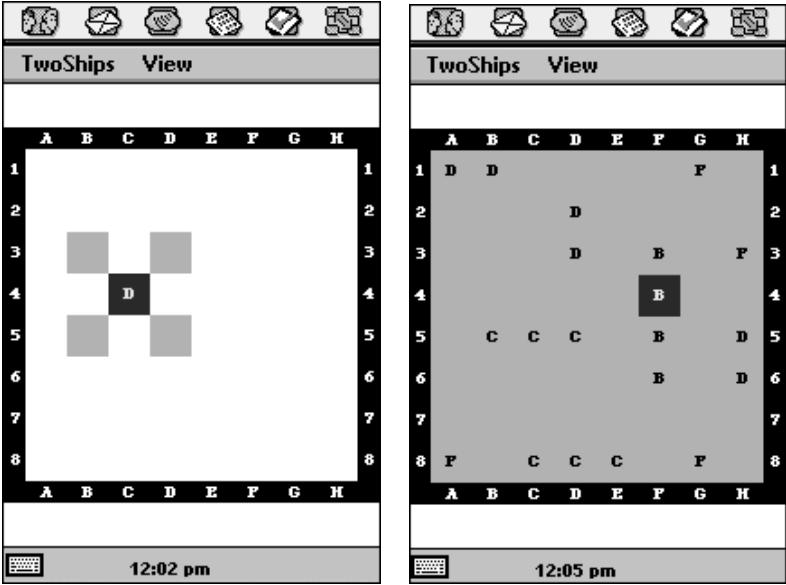 TwoShips View
A B C D E F G H
1 1
2 2
3 3
4 D 4
5 5
6 6
7 7
8 8
A B C D E F G H
12:02 pm
TwoShips View
A B C D E F G H
1 D D F 1
2 D 2
3 D B F 3
4 B 4
5 C C C B D 5
6 B D 6
7 7
8 F C C C F 8
A B C D E F G H
12:05 pm